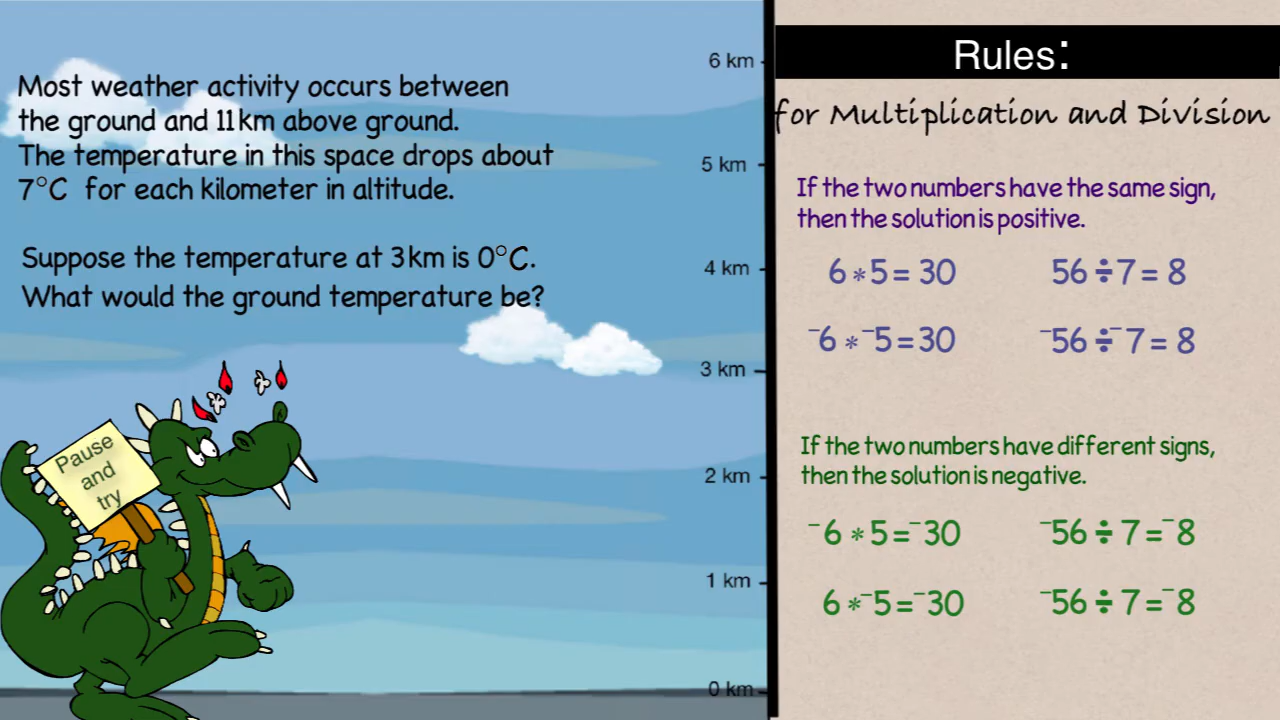 Most weather activity occurs between
the ground and 11km above ground.
The temperature in this space drops about
7°C for each kilometer in altitude.
Suppose the temperature at 3km is 0°C.
What would the ground temperature be?
Pause
and
try
6 km
5 km
4 km
3 km
2 km
1 km
0 km
Rules:
for Multiplication and Division
If the two numbers have the same sign,
then the solution is positive.
6 * 5 = 30 56 ÷ 7 = 8
⁻6 * ⁻5 = 30 ⁻56 ÷ ⁻7 = 8
If the two numbers have different signs,
then the solution is negative.
⁻6 * 5 = ⁻30 ⁻56 ÷ 7 = ⁻8
6 * ⁻5 = ⁻30 ⁻56 ÷ 7 = ⁻8